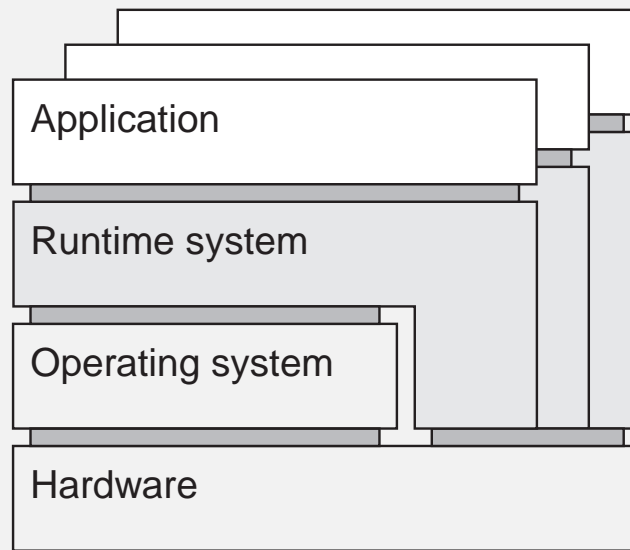 Application
Runtime system
Operating system
Hardware